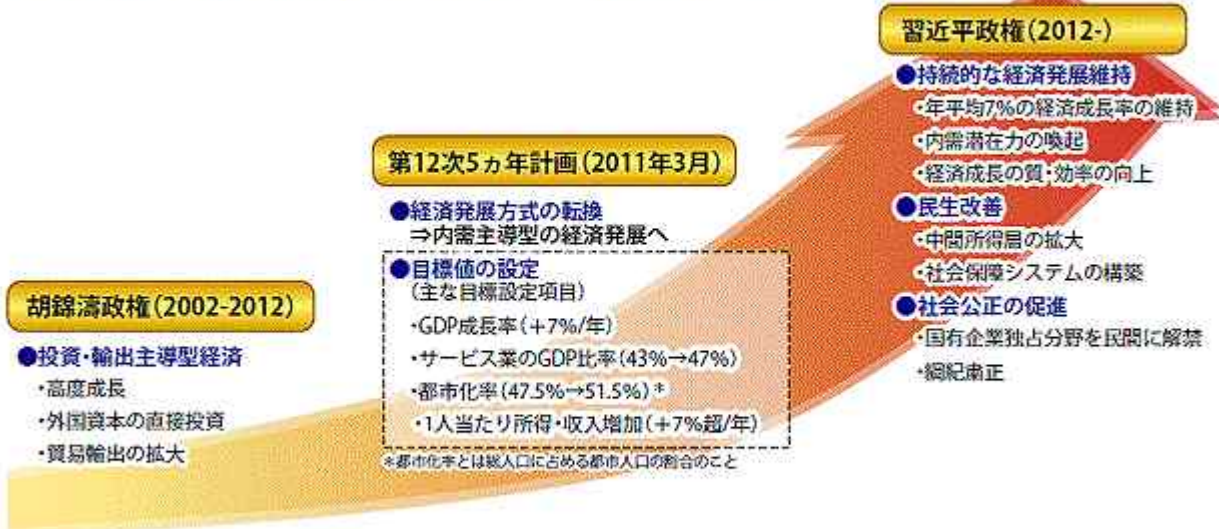 胡錦濤政権(2002-2012)
●投資・輸出主導型経済
・高度成長
・外国資本の直接投資
・貿易輸出の拡大
第12次5ヵ年計画(2011年3月)
●経済発展方式の転換
⇒内需主導型の経済発展へ
●目標値の設定
(主な目標設定項目)
・GDP成長率(+7%/年)
・サービス業のGDP比率(43%→47%)
・都市化率(47.5%→51.5%)*
・1人当たり所得・収入増加(+7%超/年)
*都市化率とは総人口に占める都市人口の割合のこと
習近平政権(2012-)
●持続的な経済発展維持
・年平均7%の経済成長率の維持
・内需潜在力の喚起
・経済成長の質・効率の向上
●民生改善
・中間所得層の拡大
・社会保障システムの構築
●社会公正の促進
・国有企業独占分野を民間に解禁
・綱紀粛正